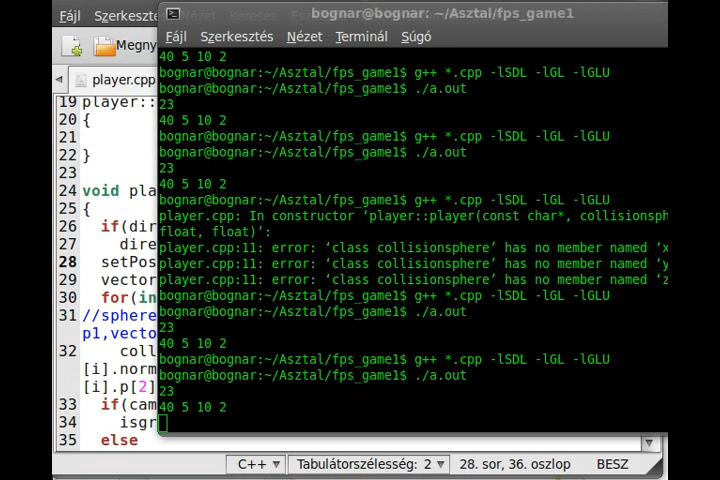 bognar@bognar: ~/Asztal/fps_game1
Fájl Szerkeszté Nézet Keresés
Fájl Szerkesztés Nézet Terminál Súgó
Megny
player.cpp
40 5 10 2
bognar@bognar:~/Asztal/fps_game1$ g++ *.cpp -lSDL -lGL -lGLU
bognar@bognar:~/Asztal/fps_game1$ ./a.out
23
40 5 10 2
bognar@bognar:~/Asztal/fps_game1$ g++ *.cpp -lSDL -lGL -lGLU
bognar@bognar:~/Asztal/fps_game1$ ./a.out
23
40 5 10 2
bognar@bognar:~/Asztal/fps_game1$ g++ *.cpp -lSDL -lGL -lGLU
player.cpp: In constructor ‘player::player(const char*, collisionsph
float, float)’:
player.cpp:11: error: ‘class collisionsphere’ has no member named ‘x
player.cpp:11: error: ‘class collisionsphere’ has no member named ‘y
player.cpp:11: error: ‘class collisionsphere’ has no member named ‘z
bognar@bognar:~/Asztal/fps_game1$ g++ *.cpp -lSDL -lGL -lGLU
bognar@bognar:~/Asztal/fps_game1$ ./a.out
23
40 5 10 2
bognar@bognar:~/Asztal/fps_game1$ g++ *.cpp -lSDL -lGL -lGLU
bognar@bognar:~/Asztal/fps_game1$ ./a.out
23
40 5 10 2
19 player::
20 {
21
22 }
23
24 void pla
25 {
26 if(dir
27 dire
28 setPos
29 vector
30 for(in
31 //sphere
p1,vecto
32 coll
[i].norm
[i].p[2]
33 if(cam
34 isgr
35 else
C++ Tabulátorszélesség: 2 28. sor, 36. oszlop BESZ